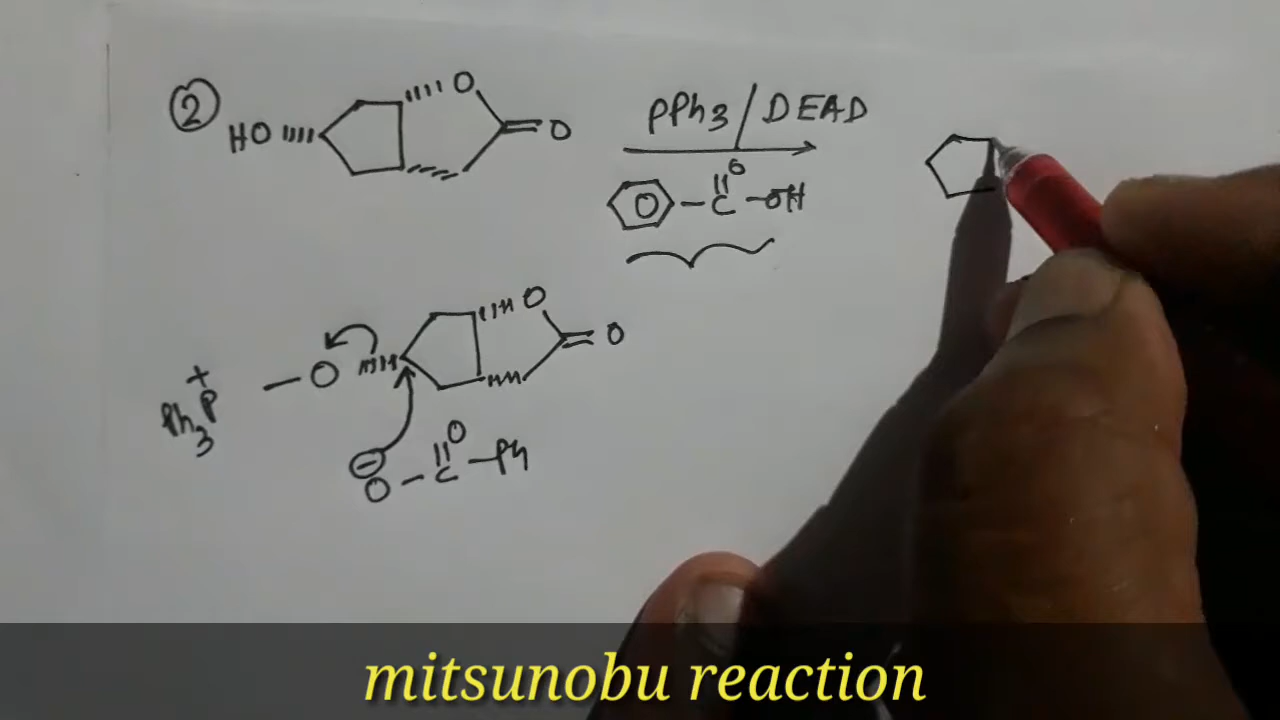 ②
HO
O
O
PPh3/DEAD
O
C
OH
O
O
Ph3P
+
O
O
O
C
Ph
mitsunobu reaction